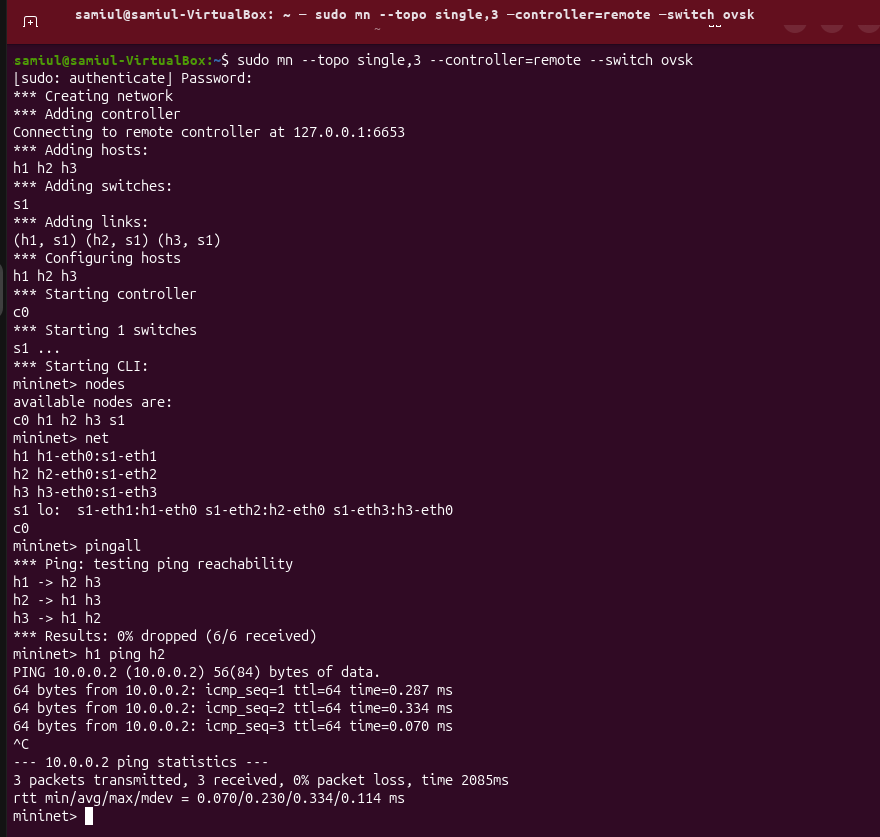 samiul@samiul-VirtualBox: ~ — sudo mn --topo single,3 —controller=remote —switch ovsk
~
samiul@samiul-VirtualBox:~$ sudo mn --topo single,3 --controller=remote --switch ovsk
[sudo: authenticate] Password:
*** Creating network
*** Adding controller
Connecting to remote controller at 127.0.0.1:6653
*** Adding hosts:
h1 h2 h3
*** Adding switches:
s1
*** Adding links:
(h1, s1) (h2, s1) (h3, s1)
*** Configuring hosts
h1 h2 h3
*** Starting controller
c0
*** Starting 1 switches
s1 ...
*** Starting CLI:
mininet> nodes
available nodes are:
c0 h1 h2 h3 s1
mininet> net
h1 h1-eth0:s1-eth1
h2 h2-eth0:s1-eth2
h3 h3-eth0:s1-eth3
s1 lo:  s1-eth1:h1-eth0 s1-eth2:h2-eth0 s1-eth3:h3-eth0
c0
mininet> pingall
*** Ping: testing ping reachability
h1 -> h2 h3
h2 -> h1 h3
h3 -> h1 h2
*** Results: 0% dropped (6/6 received)
mininet> h1 ping h2
PING 10.0.0.2 (10.0.0.2) 56(84) bytes of data.
64 bytes from 10.0.0.2: icmp_seq=1 ttl=64 time=0.287 ms
64 bytes from 10.0.0.2: icmp_seq=2 ttl=64 time=0.334 ms
64 bytes from 10.0.0.2: icmp_seq=3 ttl=64 time=0.070 ms
^C
--- 10.0.0.2 ping statistics ---
3 packets transmitted, 3 received, 0% packet loss, time 2085ms
rtt min/avg/max/mdev = 0.070/0.230/0.334/0.114 ms
mininet>